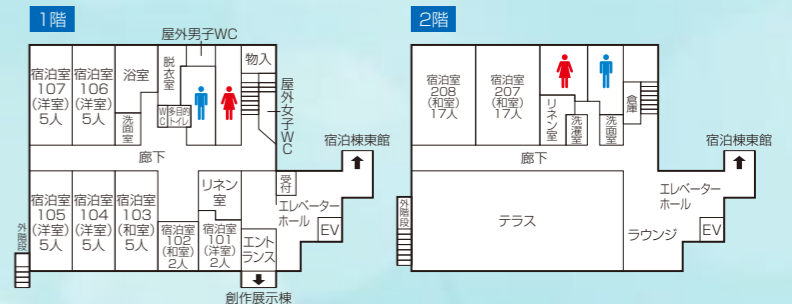 1階
屋外男子WC
宿泊室
107
(洋室)
5人
宿泊室
106
(洋室)
5人
浴室
脱衣室
物入
洗面室
WC
多目的
トイレ
屋外女子WC
宿泊棟東館
廊下
受付
宿泊室
105
(洋室)
5人
宿泊室
104
(洋室)
5人
宿泊室
103
(和室)
5人
宿泊室
102
(和室)
2人
リネン
室
宿泊室
101
(洋室)
2人
エレベーター
ホール
EV
エント
ランス
外階段
創作展示棟
2階
宿泊室
208
(和室)
17人
宿泊室
207
(和室)
17人
リネン室
洗濯室
洗面室
倉庫
宿泊棟東館
廊下
エレベーター
ホール
EV
外階段
テラス
ラウンジ